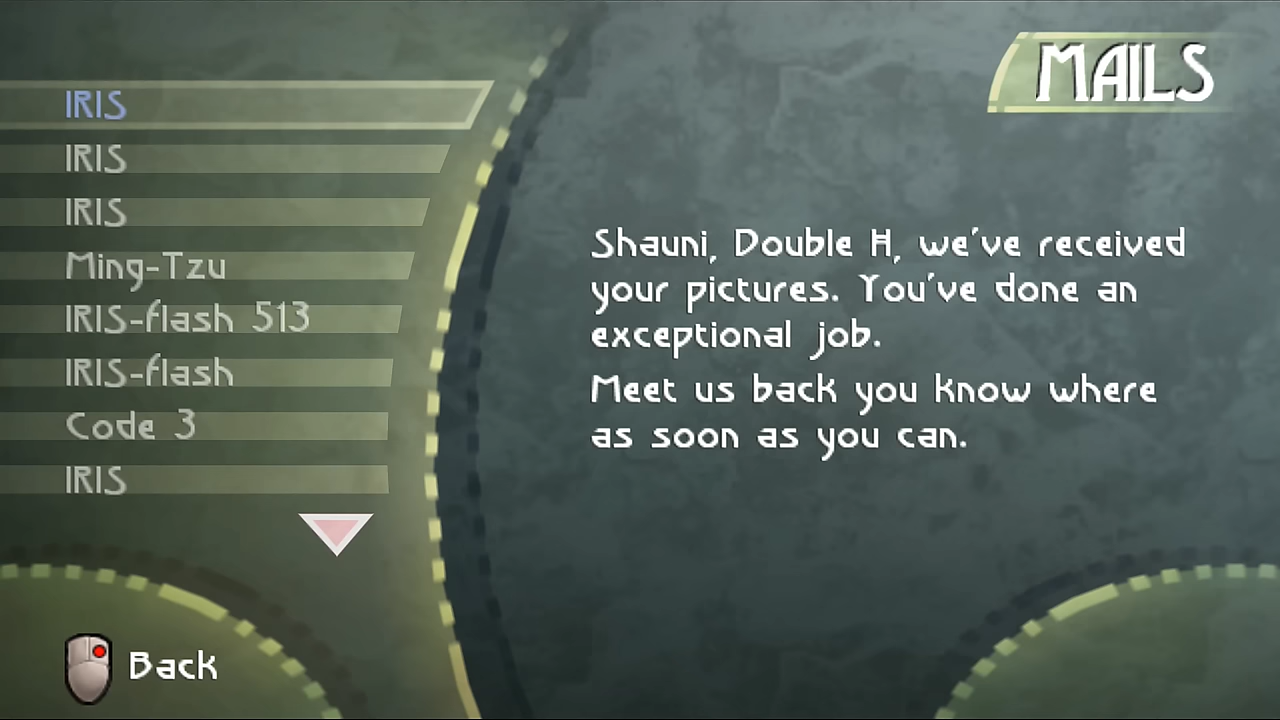 MAILS
IRIS
IRIS
IRIS
Ming-Tzu
IRIS-flash 513
IRIS-flash
Code 3
IRIS
Shauni, Double H, we've received
your pictures. You've done an
exceptional job.
Meet us back you know where
as soon as you can.
Back